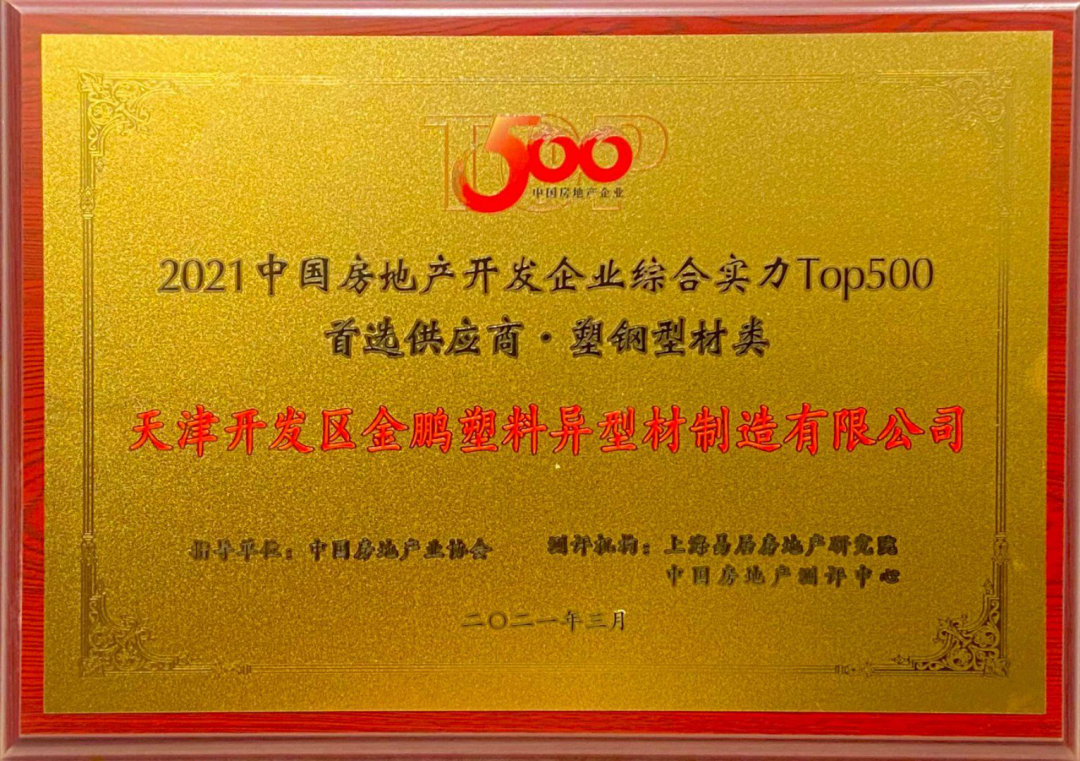 TOP
500
中国房地产企业
2021中国房地产开发企业综合实力Top500
首选供应商·塑钢型材类
天津开发区金鹏塑料异型材制造有限公司
指导单位：中国房地产业协会 测评机构：上海易居房地产研究院
中国房地产测评中心
二〇二一年三月